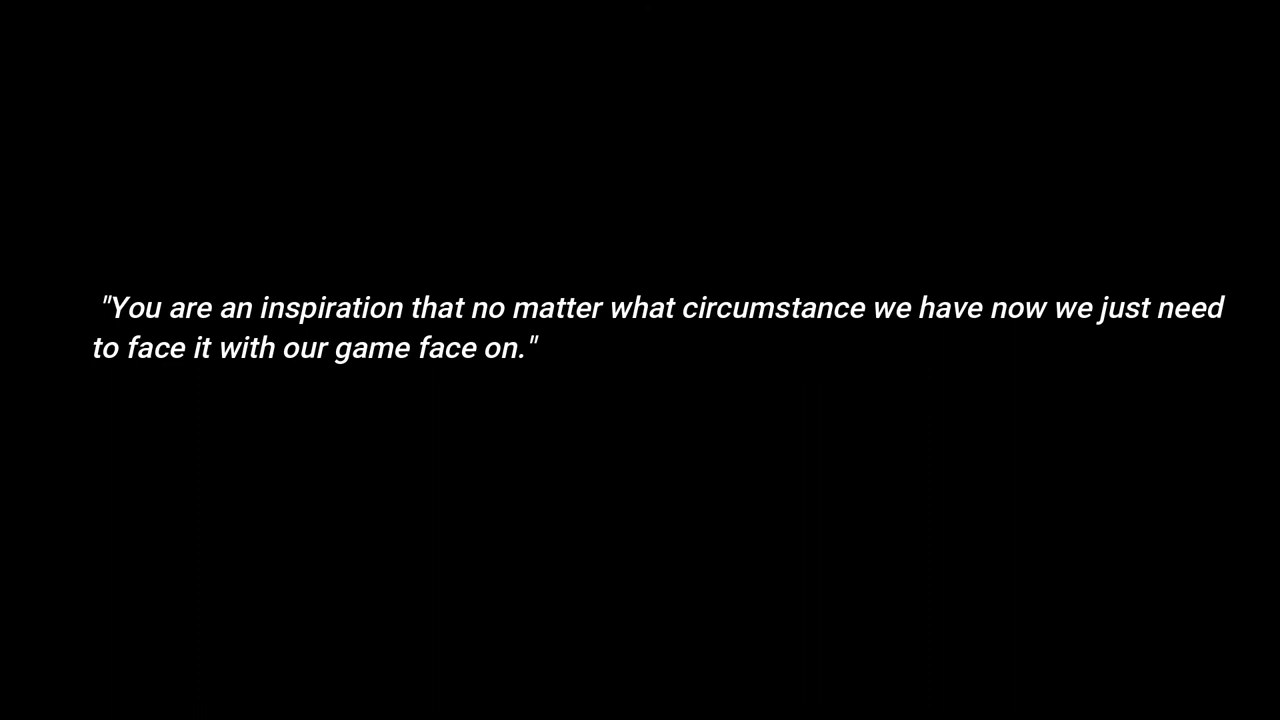 "You are an inspiration that no matter what circumstance we have now we just need
to face it with our game face on."